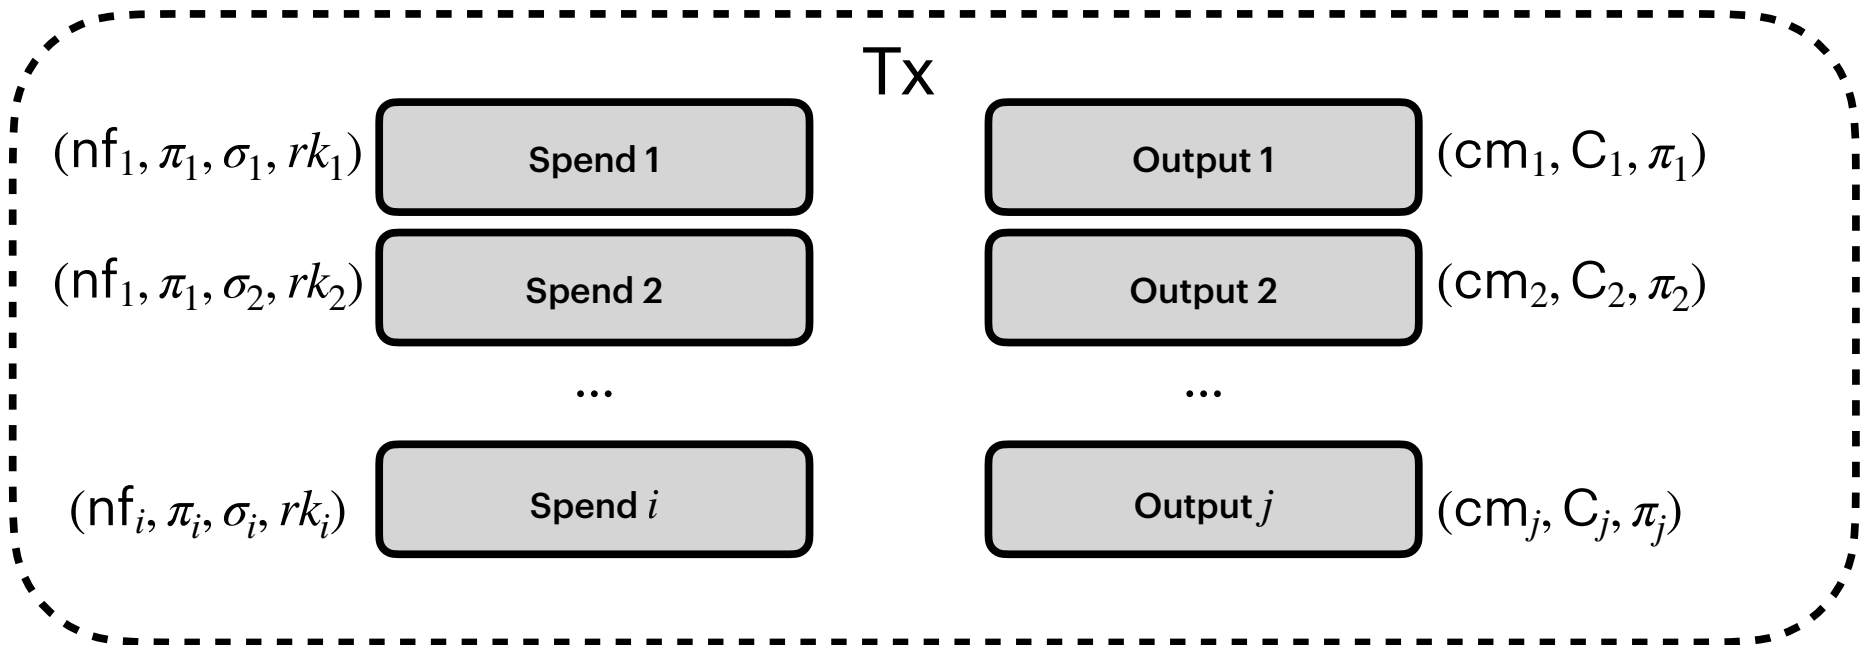 Tx
(nf₁, π₁, σ₁, rk₁) Spend 1 Output 1 (cm₁, C₁, π₁)
(nf₁, π₁, σ₂, rk₂) Spend 2 Output 2 (cm₂, C₂, π₂)
... ...
(nfᵢ, πᵢ, σᵢ, rkᵢ) Spend i Output j (cmⱼ, Cⱼ, πⱼ)